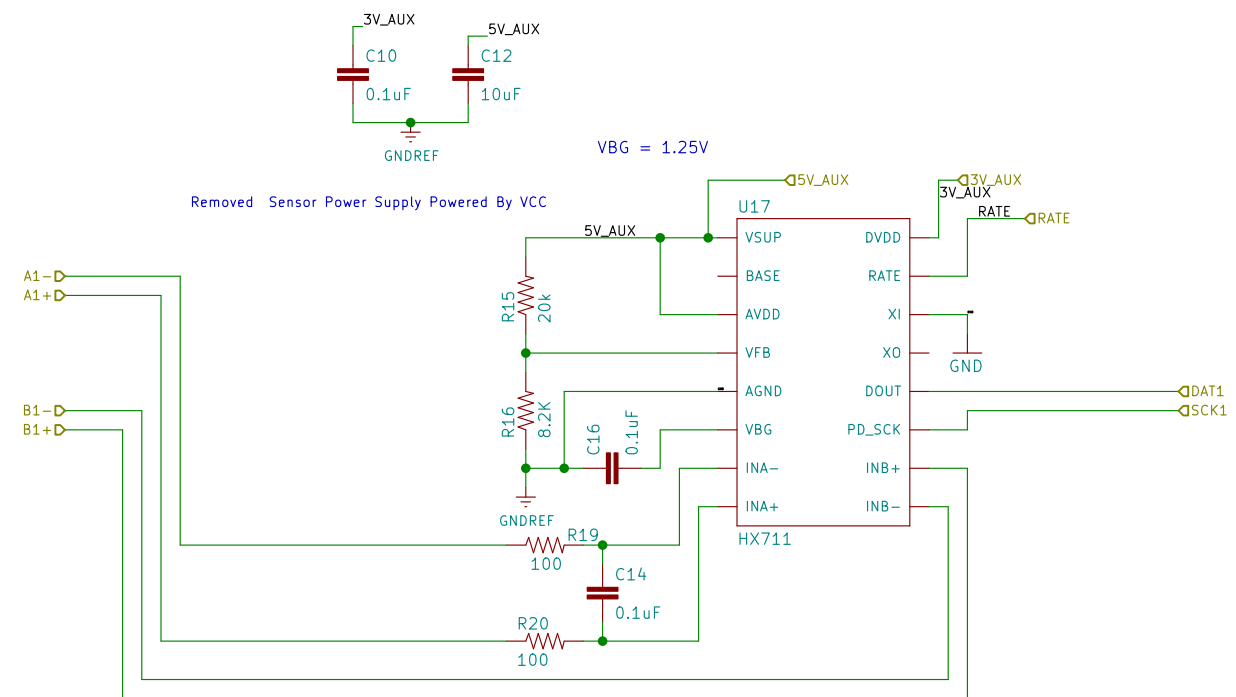 3V_AUX
5V_AUX
C10
C12
0.1uF
10uF
GNDREF
VBG = 1.25V
5V_AUX
3V_AUX
3V_AUX
Removed  Sensor Power Supply Powered By VCC
U17
RATE
RATE
5V_AUX
VSUP
DVDD
A1-
BASE
RATE
A1+
R15
20k
AVDD
XI
VFB
XO
GND
AGND
DOUT
DAT1
B1-
R16
8.2K
SCK1
B1+
C16
0.1uF
VBG
PD_SCK
INA-
INB+
INA+
INB-
GNDREF
R19
HX711
100
C14
0.1uF
R20
100